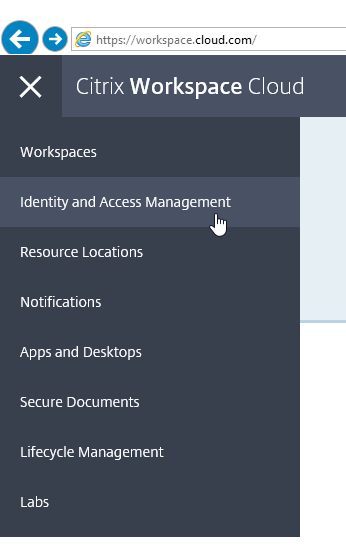 https://workspace.cloud.com/
Citrix Workspace Cloud
Workspaces
Identity and Access Management
Resource Locations
Notifications
Apps and Desktops
Secure Documents
Lifecycle Management
Labs